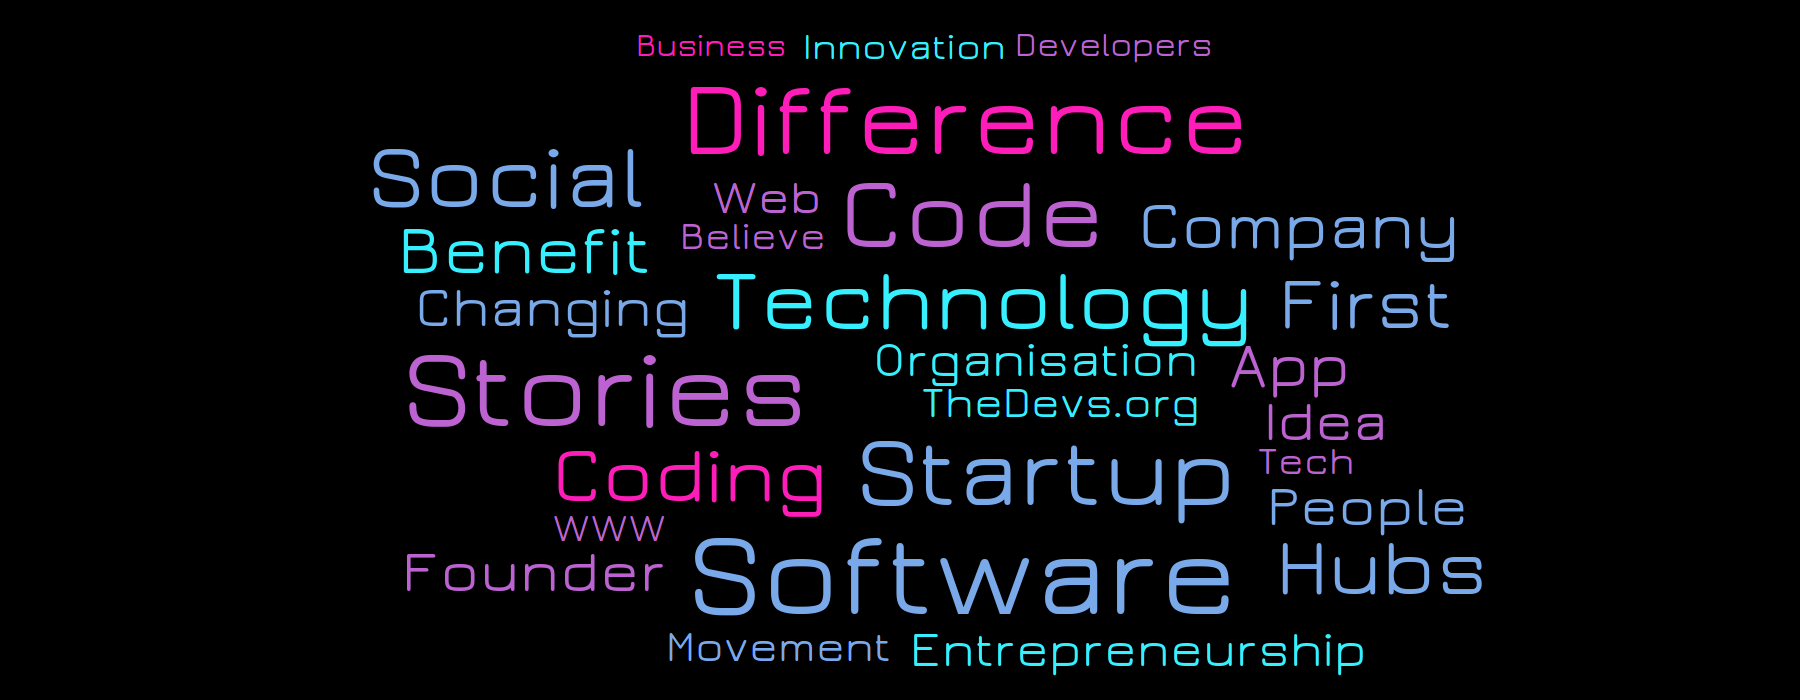 Business Innovation Developers
Difference
Social
Web Code
Company
Benefit
Believe
Changing
Technology
First
Stories
Organisation
App
TheDevs.org
Idea
Coding
Startup
Tech
People
WWW
Founder
Software
Hubs
Movement
Entrepreneurship